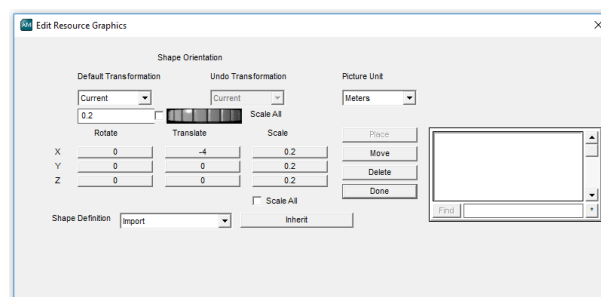 AM Edit Resource Graphics
Shape Orientation
Default Transformation Undo Transformation Picture Unit
Current Current Meters
0.2 Scale All
Rotate Translate Scale Place
X 0 -4 0.2 Move
Y 0 0 0.2 Delete
Z 0 0 0.2 Done
Scale All
Find *
Shape Definition Import Inherit